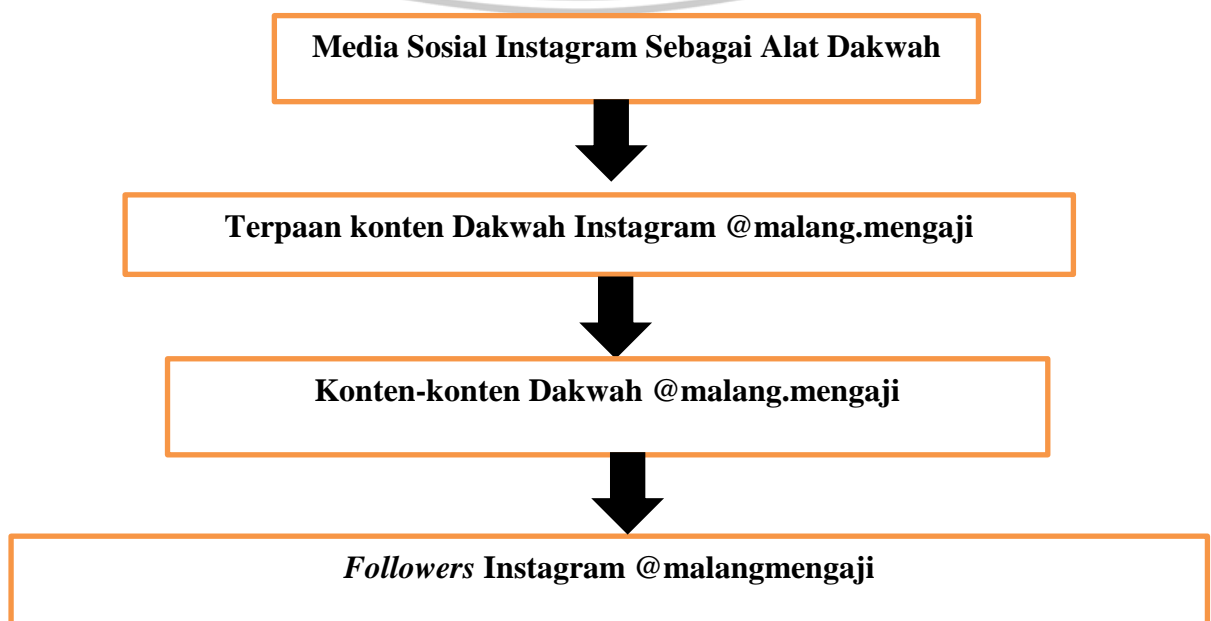 Media Sosial Instagram Sebagai Alat Dakwah
Terpaan konten Dakwah Instagram @malang.mengaji
Konten-konten Dakwah @malang.mengaji
Followers Instagram @malangmengaji